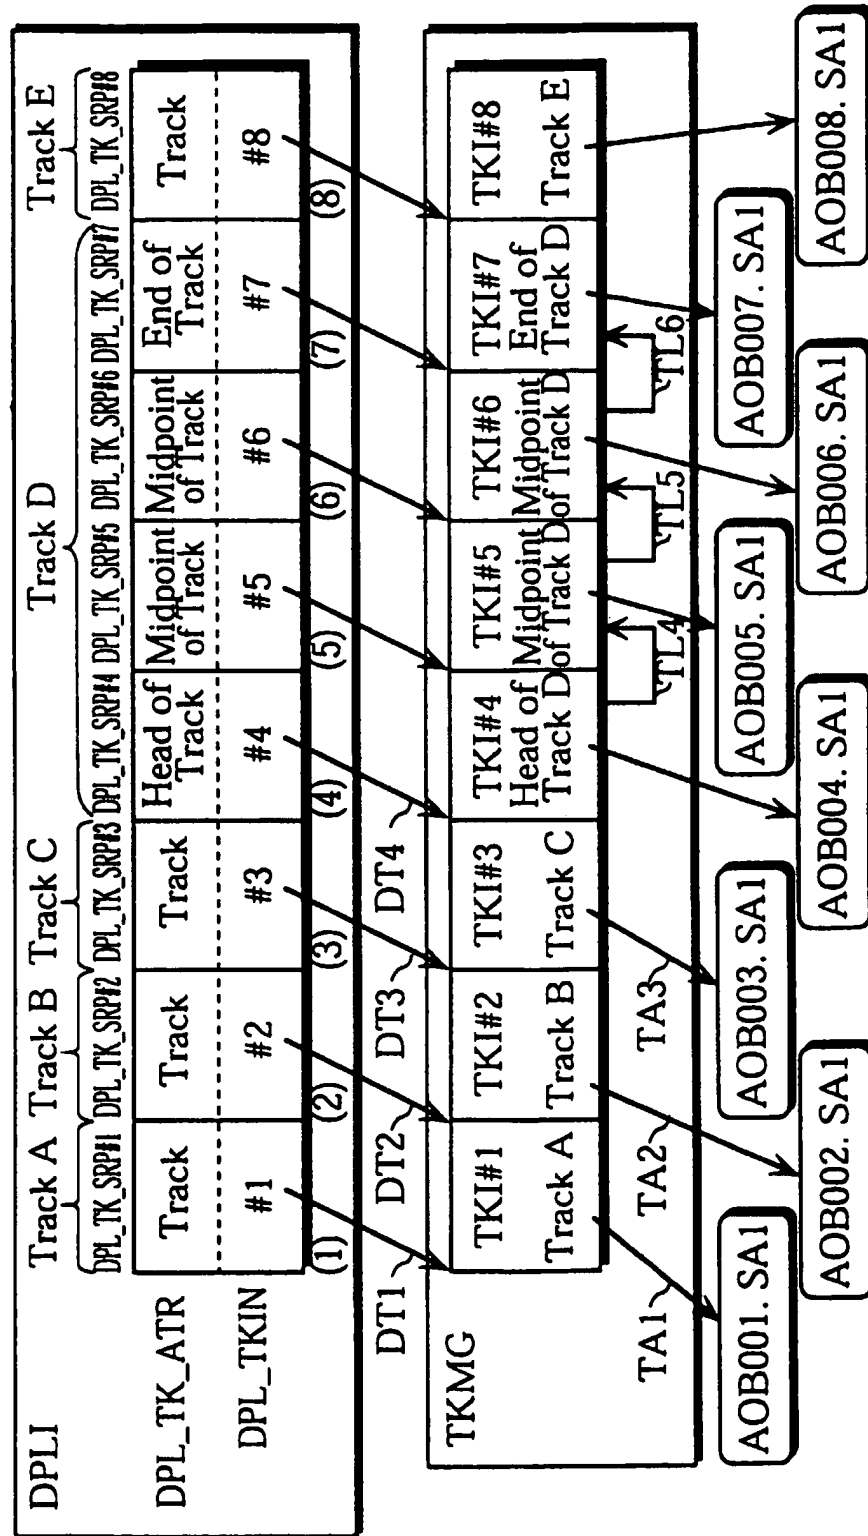 DPLI
Track A
Track B
Track C
Track D
Track E
DPL_TK_SRP#1
DPL_TK_SRP#2
DPL_TK_SRP#3
DPL_TK_SRP#4
DPL_TK_SRP#5
DPL_TK_SRP#6
DPL_TK_SRP#7
DPL_TK_SRP#8
DPL_TK_ATR
Track
Track
Track
Head of
Track
Midpoint
of Track
Midpoint
of Track
End of
Track
Track
DPL_TKIN
#1
#2
#3
#4
#5
#6
#7
#8
(1)
(2)
(3)
(4)
(5)
(6)
(7)
(8)
DT1
DT2
DT3
DT4
TKMG
TKI#1
Track A
TKI#2
Track B
TKI#3
Track C
TKI#4
Head of
Track D
TKI#5
Midpoint
of Track D
TKI#6
Midpoint
of Track D
TKI#7
End of
Track D
TKI#8
Track E
TA1
TA2
TA3
TL4
TL5
TL6
AOB001. SA1
AOB002. SA1
AOB003. SA1
AOB004. SA1
AOB005. SA1
AOB006. SA1
AOB007. SA1
AOB008. SA1